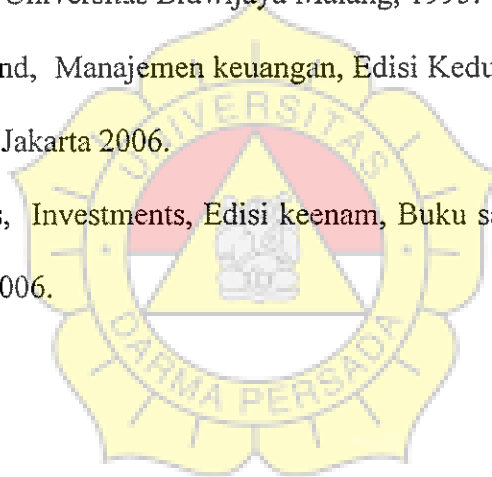 Universitas Brawijaya Malang, 1995.
nd, Manajemen keuangan, Edisi Kedu
Jakarta 2006.
s, Investments, Edisi keenam, Buku sa
006.
UNIVERSITAS
DARMA PERSADA